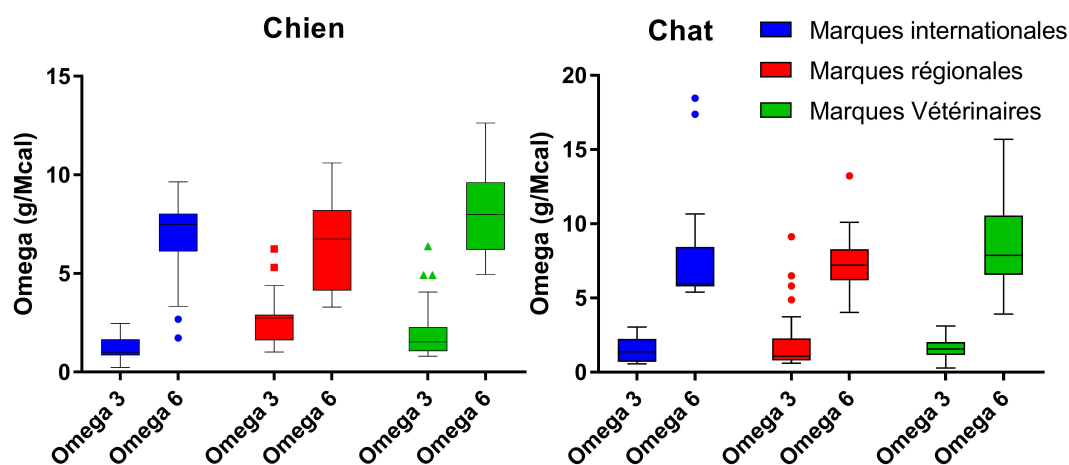 Chien
Omega (g/Mcal)
15
10
5
0
Omega 3
Omega 6
Omega 3
Omega 6
Omega 3
Omega 6
Chat
Marques internationales
Marques régionales
Marques Vétérinaires
Omega (g/Mcal)
20
15
10
5
0
Omega 3
Omega 6
Omega 3
Omega 6
Omega 3
Omega 6